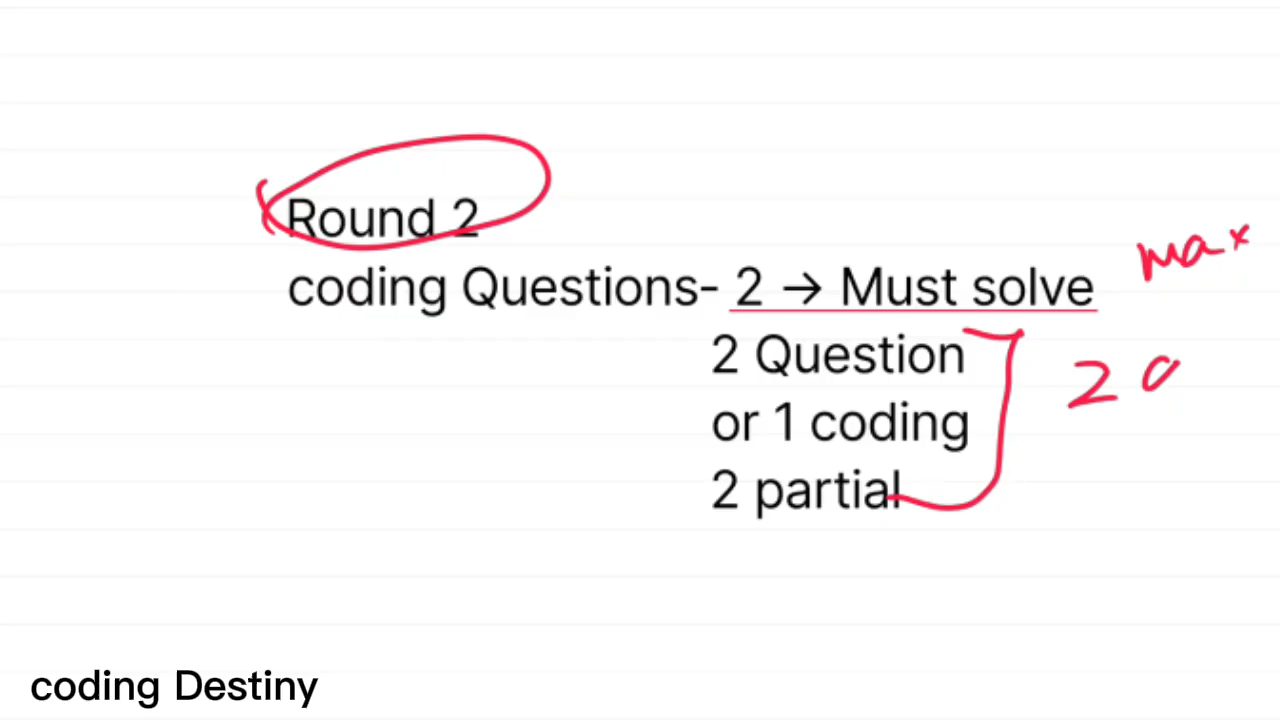 Round 2
max
coding Questions- 2 → Must solve
2 Question
or 1 coding
2 partial
coding Destiny